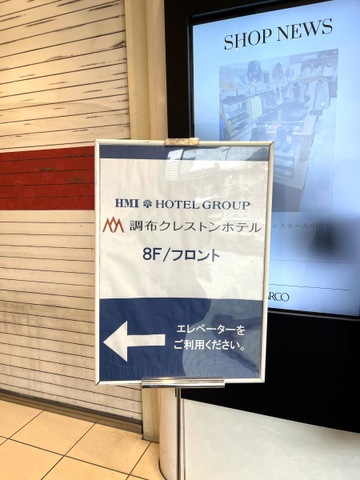 SHOP NEWS
HMI HOTEL GROUP
調布クレストンホテル
8F/フロント
エレベーターを
ご利用ください。
RCO